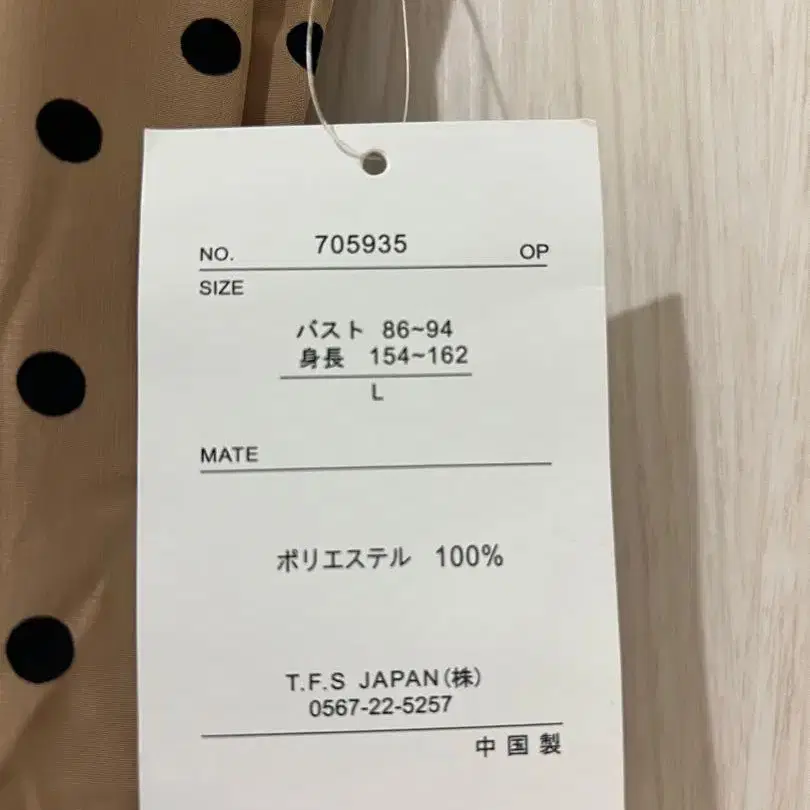 NO. 705935 OP
SIZE
バスト 86~94
身長 154~162
L
MATE
ポリエステル 100%
T.F.S JAPAN(株)
0567-22-5257
中国製